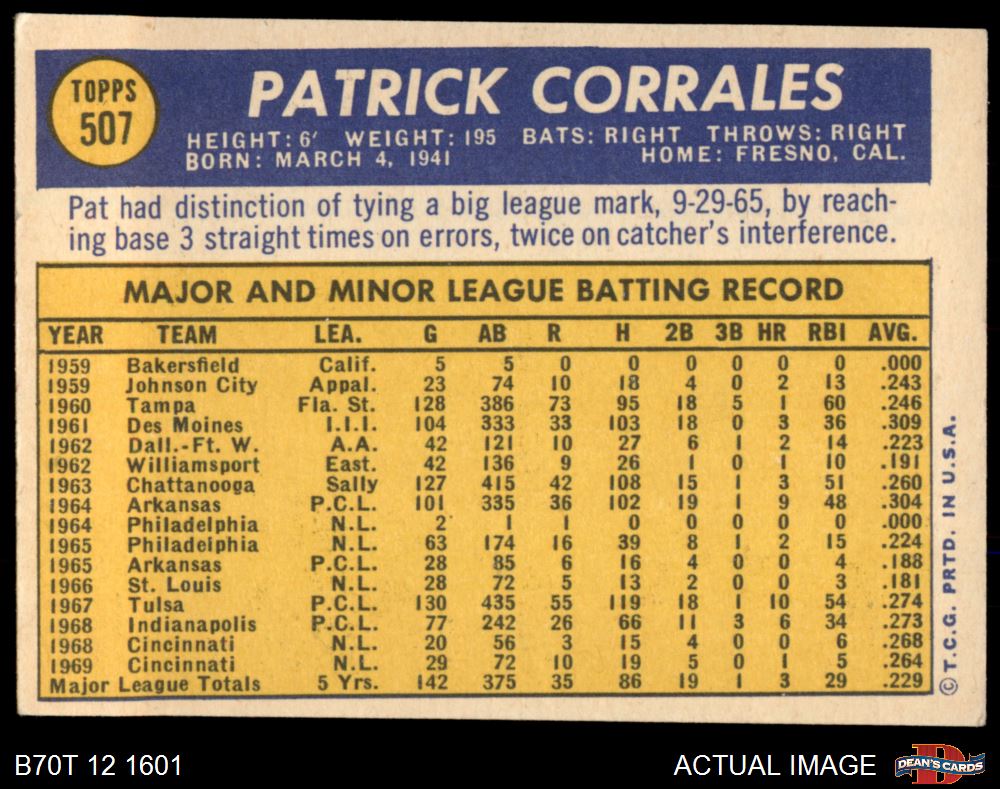 TOPPS
507
PATRICK CORRALES
HEIGHT: 6' WEIGHT: 195 BATS: RIGHT THROWS: RIGHT
BORN: MARCH 4, 1941 HOME: FRESNO, CAL.
Pat had distinction of tying a big league mark, 9-29-65, by reach-
ing base 3 straight times on errors, twice on catcher's interference.
MAJOR AND MINOR LEAGUE BATTING RECORD
YEAR TEAM LEA. G AB R H 2B 3B HR RBI AVG.
1959 Bakersfield Calif. 5 5 0 0 0 0 0 0 .000
1959 Johnson City Appal. 23 74 10 18 4 0 2 13 .243
1960 Tampa Fla. St. 128 386 73 95 18 5 1 60 .246
1961 Des Moines I.I.I. 104 333 33 103 18 0 3 36 .309
1962 Dall.-Ft. W. A.A. 42 121 10 27 6 1 2 14 .223
1962 Williamsport East. 42 136 9 26 1 0 1 10 .191
1963 Chattanooga Sally 127 415 42 108 15 1 3 51 .260
1964 Arkansas P.C.L. 101 335 36 102 19 1 9 48 .304
1964 Philadelphia N.L. 2 1 1 0 0 0 0 0 .000
1965 Philadelphia N.L. 63 174 16 39 8 1 2 15 .224
1965 Arkansas P.C.L. 28 85 6 16 4 0 0 4 .188
1966 St. Louis N.L. 28 72 5 13 2 0 0 3 .181
1967 Tulsa P.C.L. 130 435 55 119 18 1 10 54 .274
1968 Indianapolis P.C.L. 77 242 26 66 11 3 6 34 .273
1968 Cincinnati N.L. 20 56 3 15 4 0 0 6 .268
1969 Cincinnati N.L. 29 72 10 19 5 0 1 5 .264
Major League Totals 5 Yrs. 142 375 35 86 19 1 3 29 .229
© T.C.G. PRTD. IN U.S.A.
B70T 12 1601
ACTUAL IMAGE
DEAN'S CARDS